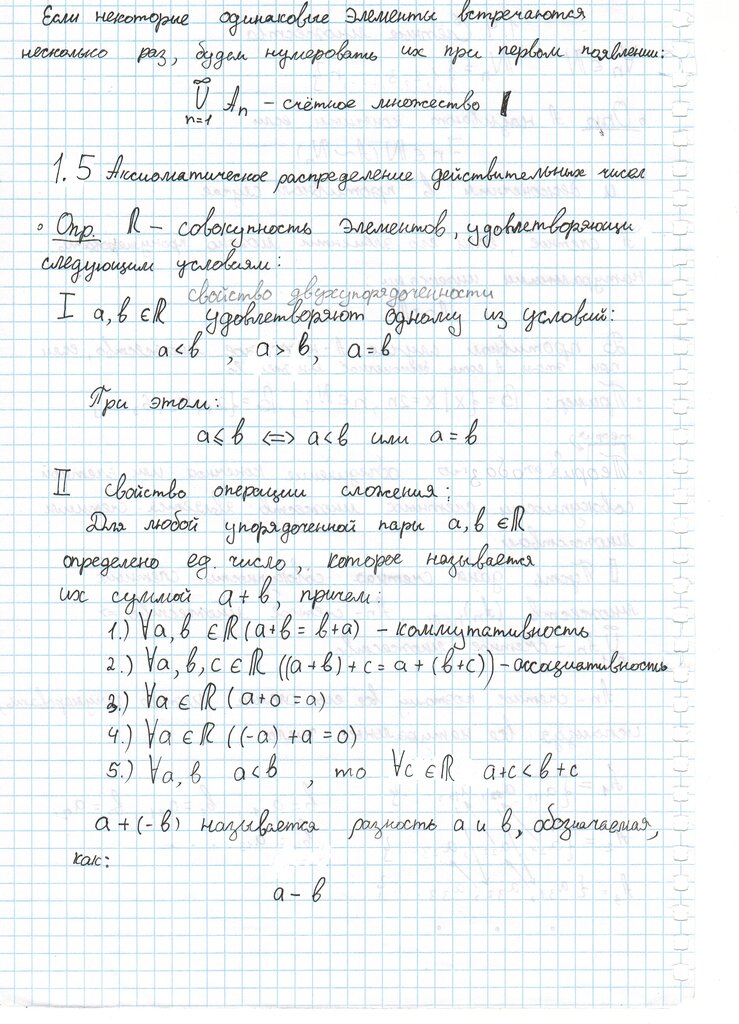 Если некоторые одинаковые элементы встречаются
несколько раз, будем нумеровать их при первом появлении:
∞
U Aₙ – счётное множество
n=1
1.5 Аксиоматическое распределение действительных чисел
∘ Опр. ℝ – совокупность элементов, удовлетворяющи
следующим условиям:
свойство двухупорядоченности
I a, b ∈ ℝ удовлетворяют одному из условий:
a < b , a > b, a = b
При этом:
a ⩽ b <=> a < b или a = b
II Свойство операции сложения:
Для любой упорядоченной пары a, b ∈ ℝ
определено ед. число, которое называется
их суммой a + b, причем:
1.) ∀a, b ∈ ℝ (a + b = b + a) – коммутативность
2.) ∀a, b, c ∈ ℝ ((a + b) + c = a + (b + c)) – ассациативность
3.) ∀a ∈ ℝ (a + 0 = a)
4.) ∀a ∈ ℝ ((-a) + a = 0)
5.) ∀a, b a < b , то ∀c ∈ ℝ a + c < b + c
a + (-b) называется разность a и b, обозначаемая,
как:
a – b